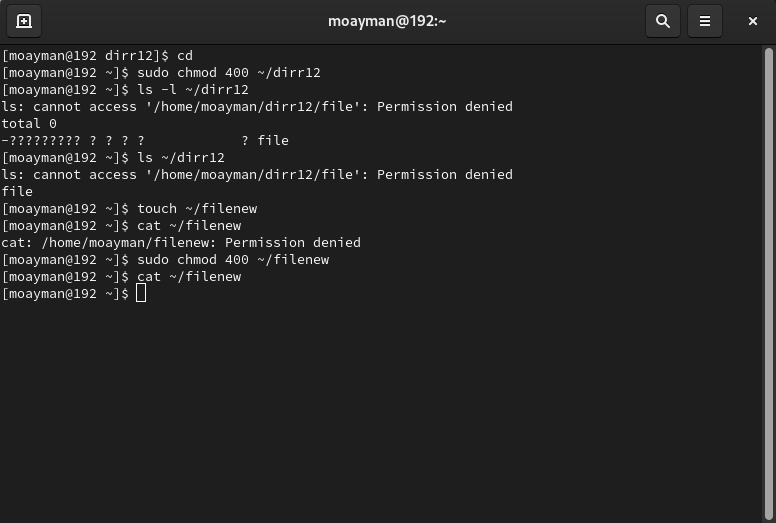 moayman@192:~
[moayman@192 dirr12]$ cd
[moayman@192 ~]$ sudo chmod 400 ~/dirr12
[moayman@192 ~]$ ls -l ~/dirr12
ls: cannot access '/home/moayman/dirr12/file': Permission denied
total 0
-????????? ? ? ? ?            ? file
[moayman@192 ~]$ ls ~/dirr12
ls: cannot access '/home/moayman/dirr12/file': Permission denied
file
[moayman@192 ~]$ touch ~/filenew
[moayman@192 ~]$ cat ~/filenew
cat: /home/moayman/filenew: Permission denied
[moayman@192 ~]$ sudo chmod 400 ~/filenew
[moayman@192 ~]$ cat ~/filenew
[moayman@192 ~]$